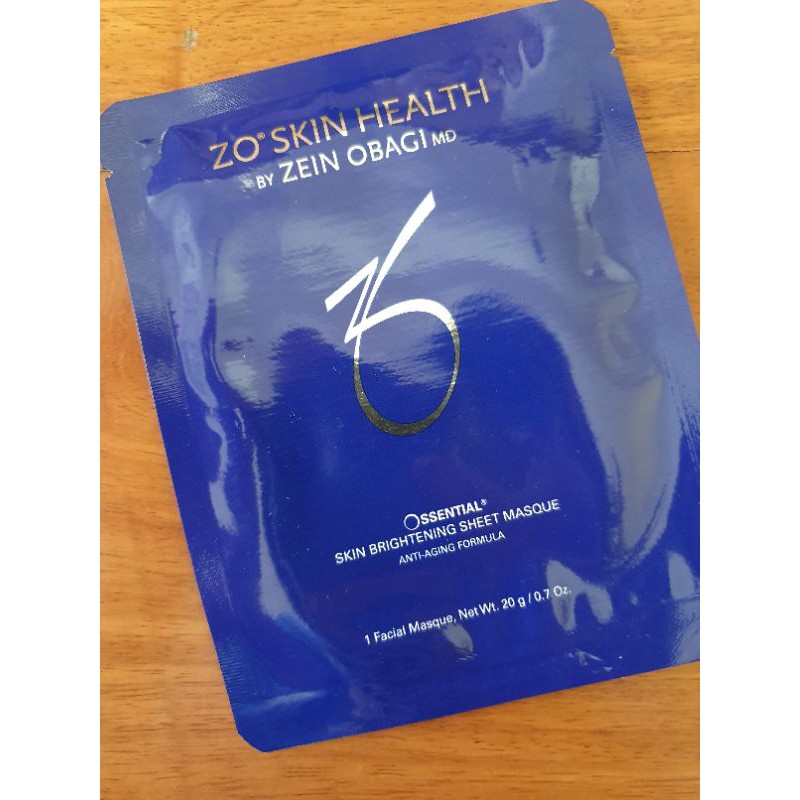 ZO® SKIN HEALTH
BY ZEIN OBAGI MD
OSSENTIAL®
SKIN BRIGHTENING SHEET MASQUE
ANTI-AGING FORMULA
1 Facial Masque, Net Wt. 20 g / 0.7 Oz.